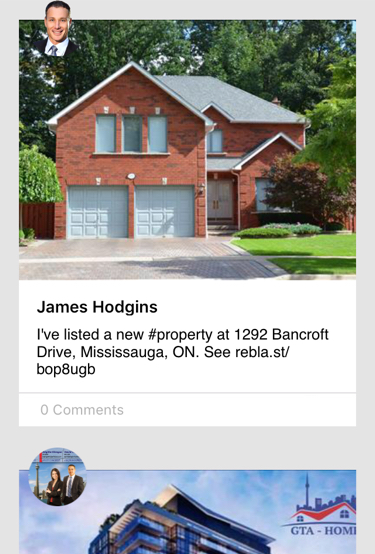 James Hodgins
I've listed a new #property at 1292 Bancroft
Drive, Mississauga, ON. See rebla.st/
bop8ugb
0 Comments
GTA - HOM